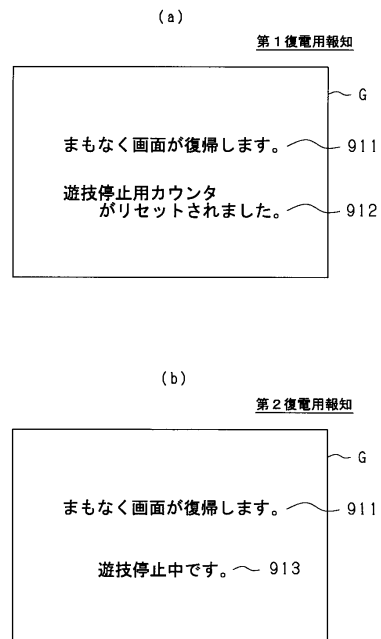 (a)
第1復電用報知
G
まもなく画面が復帰します。 911
遊技停止用カウンタ
がリセットされました。 912
(b)
第2復電用報知
G
まもなく画面が復帰します。 911
遊技停止中です。 913